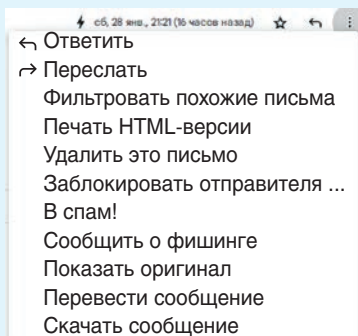 сб, 28 янв., 21:21 (16 часов назад)
Ответить
Переслать
Фильтровать похожие письма
Печать HTML-версии
Удалить это письмо
Заблокировать отправителя ...
В спам!
Сообщить о фишинге
Показать оригинал
Перевести сообщение
Скачать сообщение